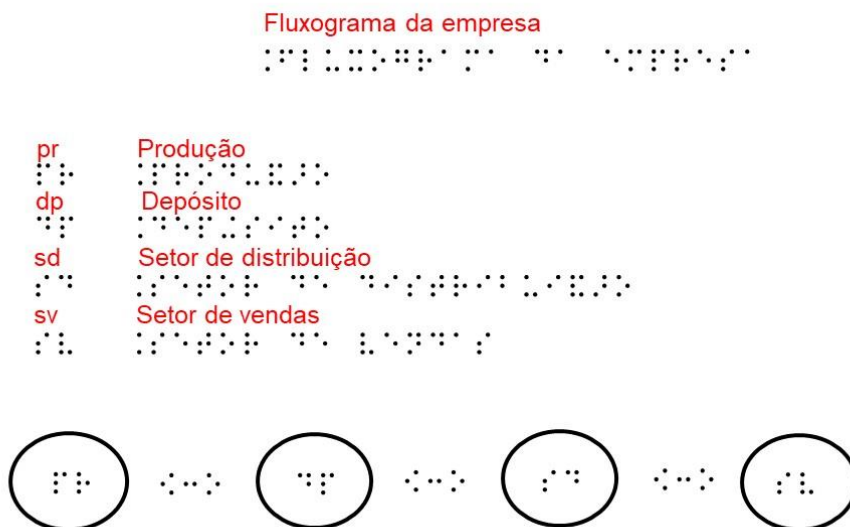 Fluxograma da empresa
⠨⠋⠇⠥⠭⠕⠛⠗⠁⠍⠁ ⠙⠁ ⠑⠍⠏⠗⠑⠎⠁
pr Produção
⠏⠗ ⠨⠏⠗⠕⠙⠥⠯⠜⠕
dp Depósito
⠙⠏ ⠨⠙⠑⠏⠬⠎⠊⠞⠕
sd Setor de distribuição
⠎⠙ ⠨⠎⠑⠞⠕⠗ ⠙⠑ ⠙⠊⠎⠞⠗⠊⠃⠥⠊⠯⠜⠕
sv Setor de vendas
⠎⠧ ⠨⠎⠑⠞⠕⠗ ⠙⠑ ⠧⠑⠝⠙⠁⠎
⠏⠗ ⠪⠒⠕ ⠙⠏ ⠪⠒⠕ ⠎⠙ ⠪⠒⠕ ⠎⠧